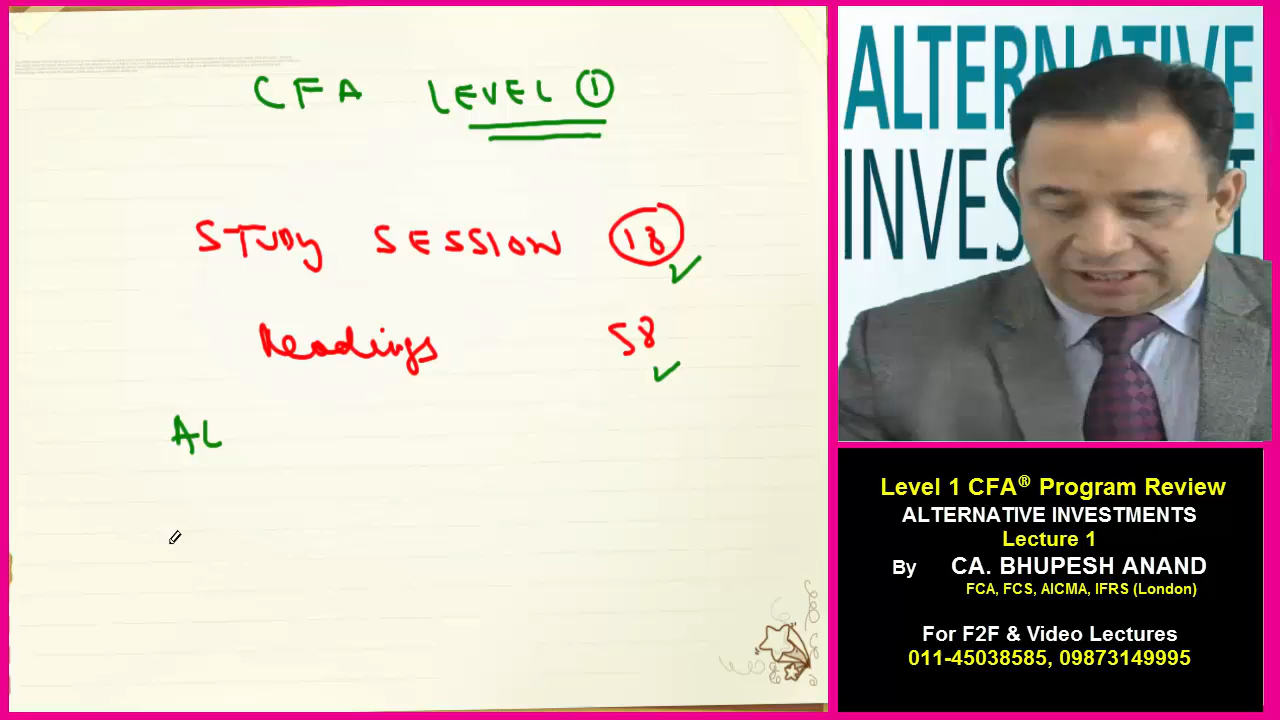 CFA LEVEL 1
STUDY SESSION 18
Readings 58
AL
ALTERNATIVE
INVES T
Level 1 CFA® Program Review
ALTERNATIVE INVESTMENTS
Lecture 1
By CA. BHUPESH ANAND
FCA, FCS, AICMA, IFRS (London)
For F2F & Video Lectures
011-45038585, 09873149995